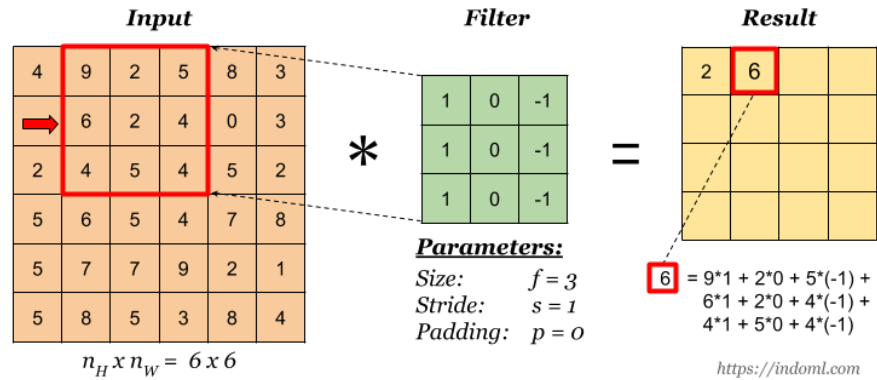 Input
Filter
Result
4 9 2 5 8 3
6 2 4 0 3
2 4 5 4 5 2
5 6 5 4 7 8
5 7 7 9 2 1
5 8 5 3 8 4
n_H x n_W = 6 x 6
*
1 0 -1
1 0 -1
1 0 -1
Parameters:
Size: f = 3
Stride: s = 1
Padding: p = 0
=
2 6
6 = 9*1 + 2*0 + 5*(-1) +
6*1 + 2*0 + 4*(-1) +
4*1 + 5*0 + 4*(-1)
https://indoml.com